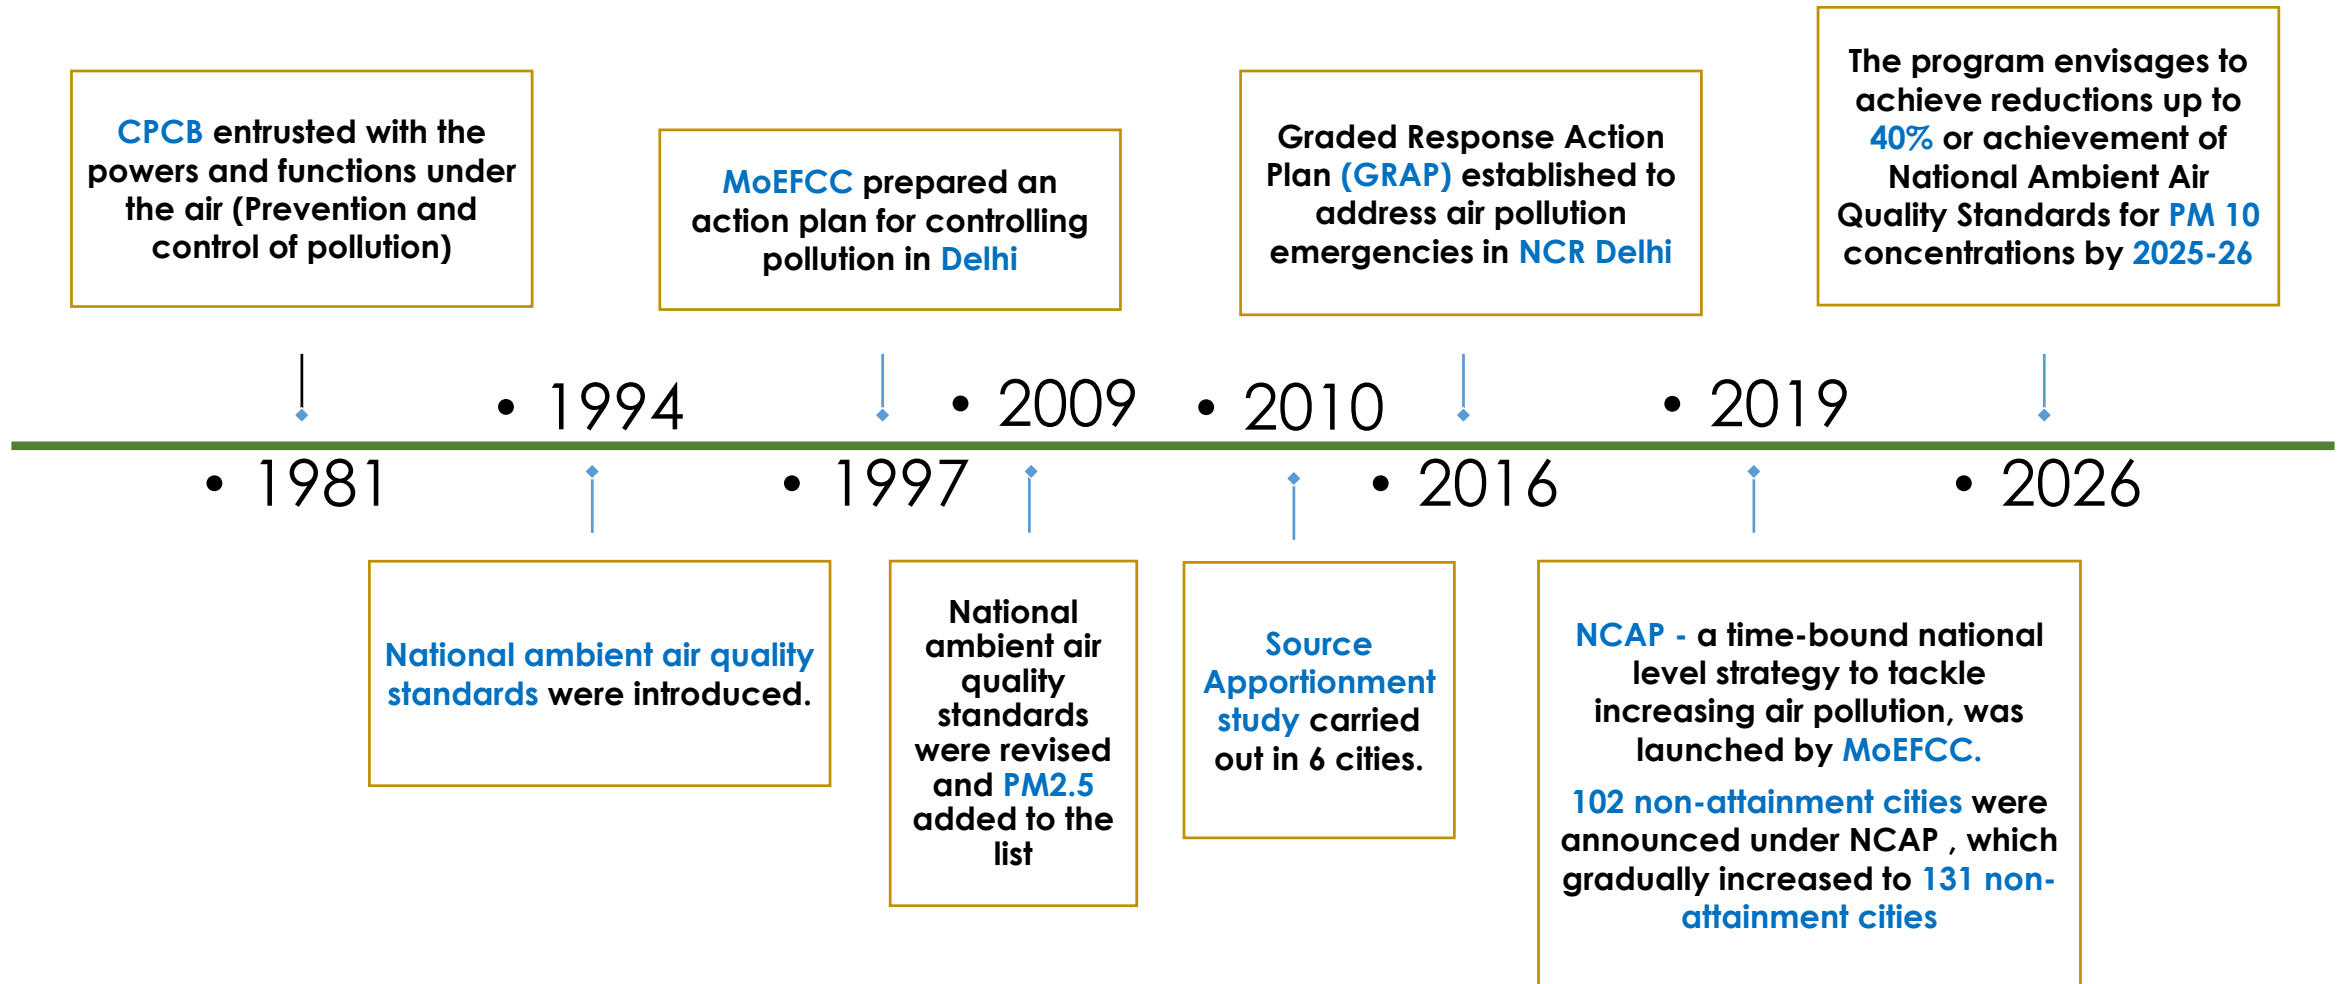 CPCB entrusted with the
powers and functions under
the air (Prevention and
control of pollution)
MoEFCC prepared an
action plan for controlling
pollution in Delhi
Graded Response Action
Plan (GRAP) established to
address air pollution
emergencies in NCR Delhi
The program envisages to
achieve reductions up to
40% or achievement of
National Ambient Air
Quality Standards for PM 10
concentrations by 2025-26
• 1994
• 2009
• 2010
• 2019
• 1981
• 1997
• 2016
• 2026
National ambient air quality
standards were introduced.
National
ambient air
quality
standards
were revised
and PM2.5
added to the
list
Source
Apportionment
study carried
out in 6 cities.
NCAP - a time-bound national
level strategy to tackle
increasing air pollution, was
launched by MoEFCC.
102 non-attainment cities were
announced under NCAP , which
gradually increased to 131 non-
attainment cities